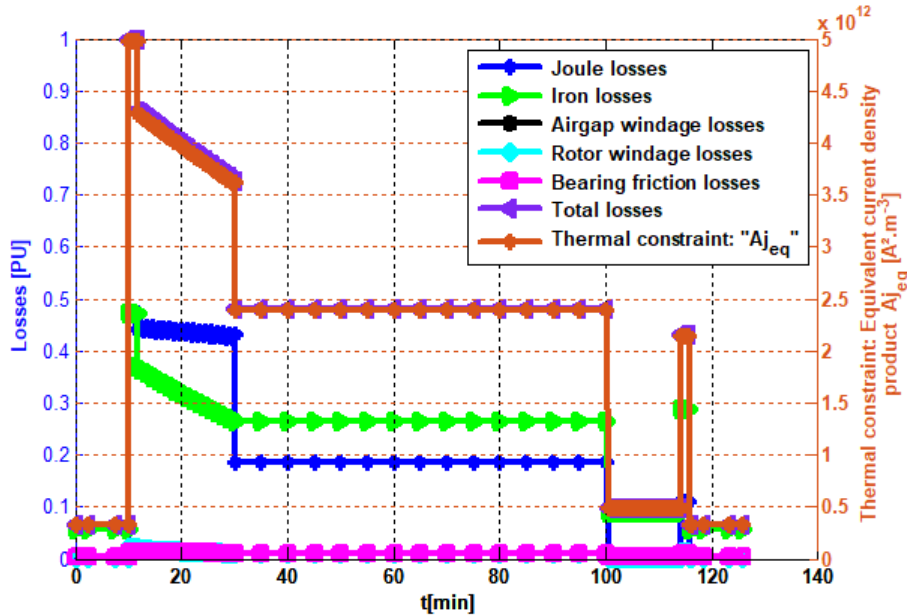 x 10¹²
1
0.9
0.8
0.7
0.6
0.5
0.4
0.3
0.2
0.1
0
Losses [PU]
Joule losses
Iron losses
Airgap windage losses
Rotor windage losses
Bearing friction losses
Total losses
Thermal constraint: "Aj_eq"
5
4.5
4
3.5
3
2.5
2
1.5
1
0.5
0
Thermal constraint: Equivalent current density
product Aj_eq [A².m⁻³]
0 20 40 60 80 100 120 140
t[min]